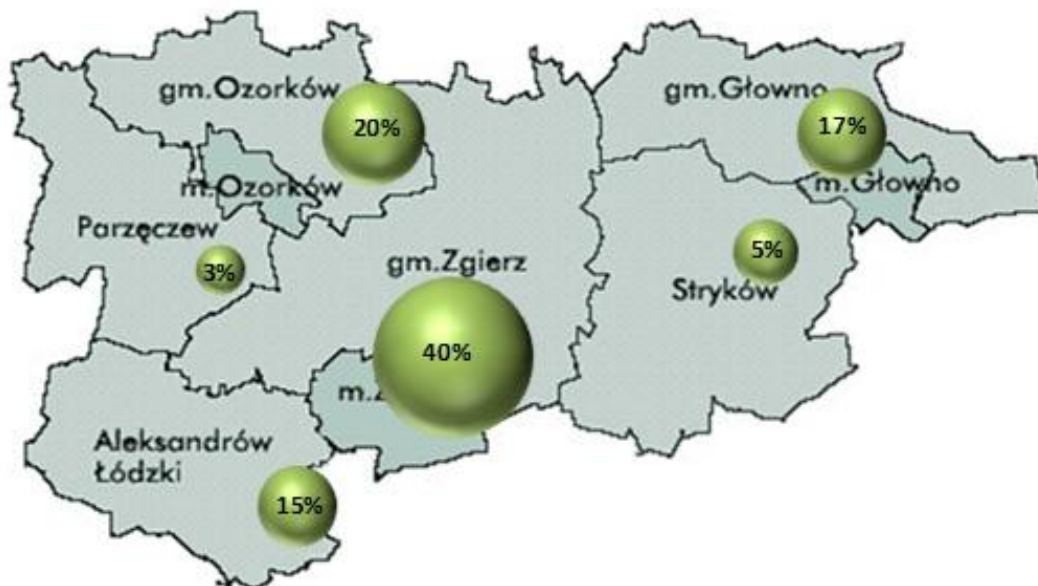 gm.Ozorków
20%
gm.Głowno
17%
m.Ozorków
m.Głowno
Parzęczew
3%
gm.Zgierz
5%
Stryków
40%
Aleksandrów
Łódzki
15%